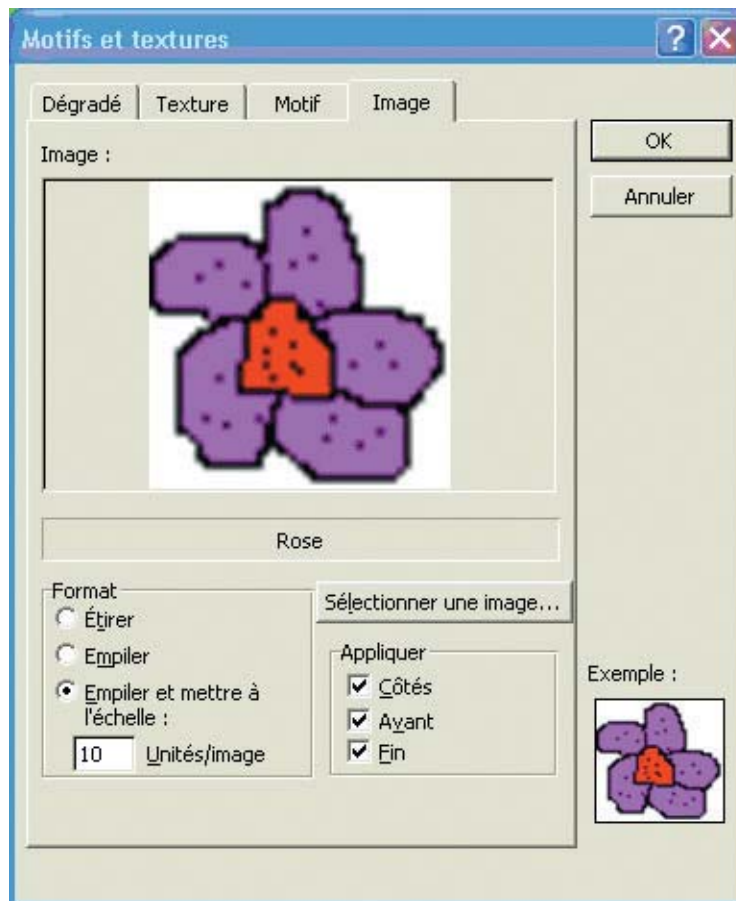 Motifs et textures
Dégradé Texture Motif Image
Image :
OK
Annuler
Rose
Format
Étirer
Empiler
Empiler et mettre à
l'échelle :
10 Unités/image
Sélectionner une image...
Appliquer
Côtés
Avant
Fin
Exemple :